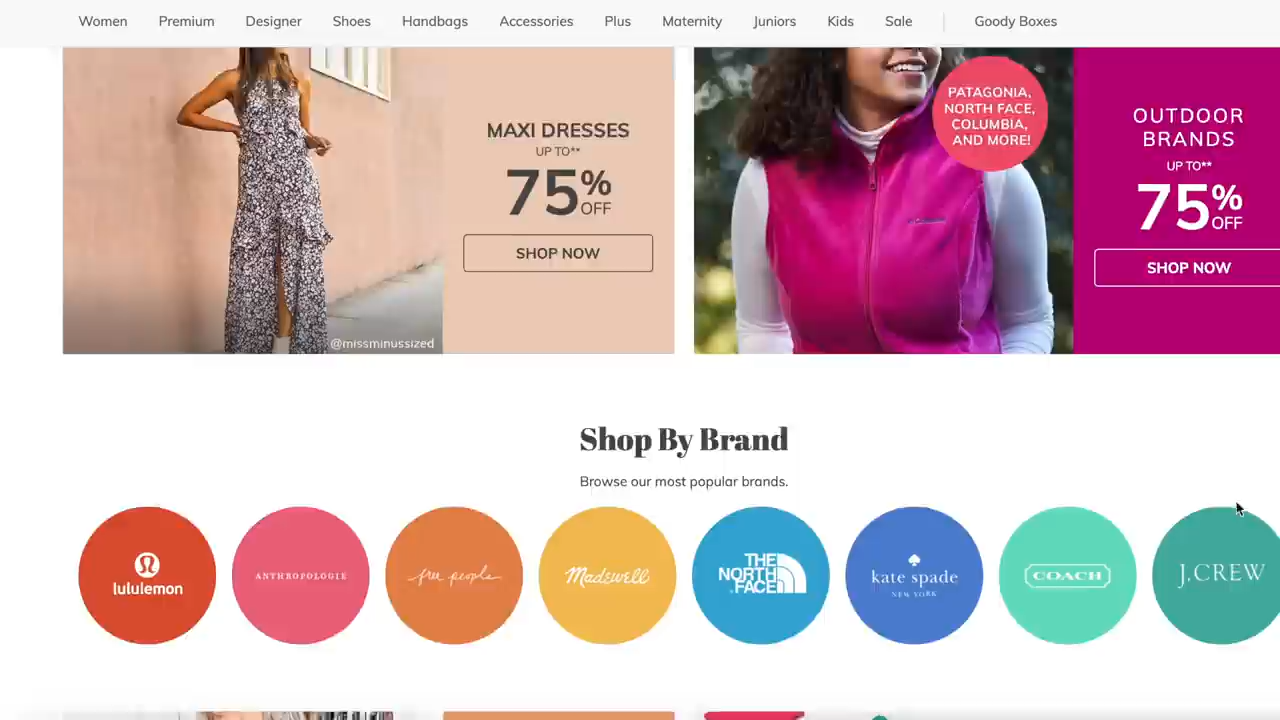 Women Premium Designer Shoes Handbags Accessories Plus Maternity Juniors Kids Sale Goody Boxes
MAXI DRESSES
UP TO**
75% OFF
SHOP NOW
@missminussized
PATAGONIA,
NORTH FACE,
COLUMBIA,
AND MORE!
OUTDOOR
BRANDS
UP TO**
75% OFF
SHOP NOW
Shop By Brand
Browse our most popular brands.
lululemon
ANTHROPOLOGIE
free people
Madewell
THE
NORTH
FACE
kate spade
NEW YORK
COACH
J.CREW